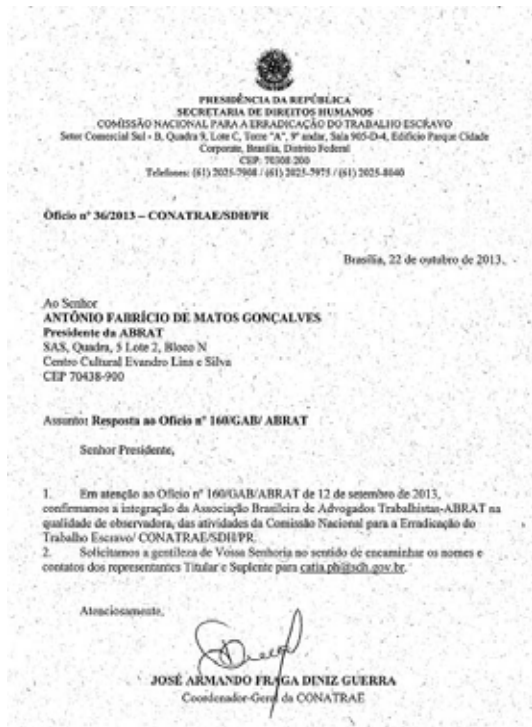 PRESIDÊNCIA DA REPÚBLICA
SECRETARIA DE DIREITOS HUMANOS
COMISSÃO NACIONAL PARA A ERRADICAÇÃO DO TRABALHO ESCRAVO
Setor Comercial Sul - B, Quadra 9, Lote C, Torre "A", 9º andar, Sala 905-D-4, Edifício Parque Cidade
Corporate, Brasília, Distrito Federal
CEP: 70308-200
Telefones: (61) 2025-7908 / (61) 2025-7975 / (61) 2025-8040
Ofício nº 36/2013 – CONATRAE/SDH/PR
Brasília, 22 de outubro de 2013.
Ao Senhor
ANTÔNIO FABRÍCIO DE MATOS GONÇALVES
Presidente da ABRAT
SAS, Quadra, 5 Lote 2, Bloco N
Centro Cultural Evandro Lins e Silva
CEP 70438-900
Assunto: Resposta ao Ofício nº 160/GAB/ ABRAT
Senhor Presidente,
1. Em atenção ao Ofício nº 160/GAB/ABRAT de 12 de setembro de 2013,
confirmamos a integração da Associação Brasileira de Advogados Trabalhistas-ABRAT na
qualidade de observadora, das atividades da Comissão Nacional para a Erradicação do
Trabalho Escravo/ CONATRAE/SDH/PR.
2. Solicitamos a gentileza de Vossa Senhoria no sentido de encaminhar os nomes e
contatos dos representantes Titular e Suplente para catia.ph@sdh.gov.br.
Atenciosamente,
JOSÉ ARMANDO FRAGA DINIZ GUERRA
Coordenador-Geral da CONATRAE